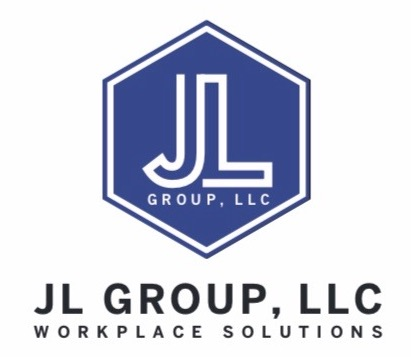 JL
GROUP, LLC
JL GROUP, LLC
WORKPLACE SOLUTIONS